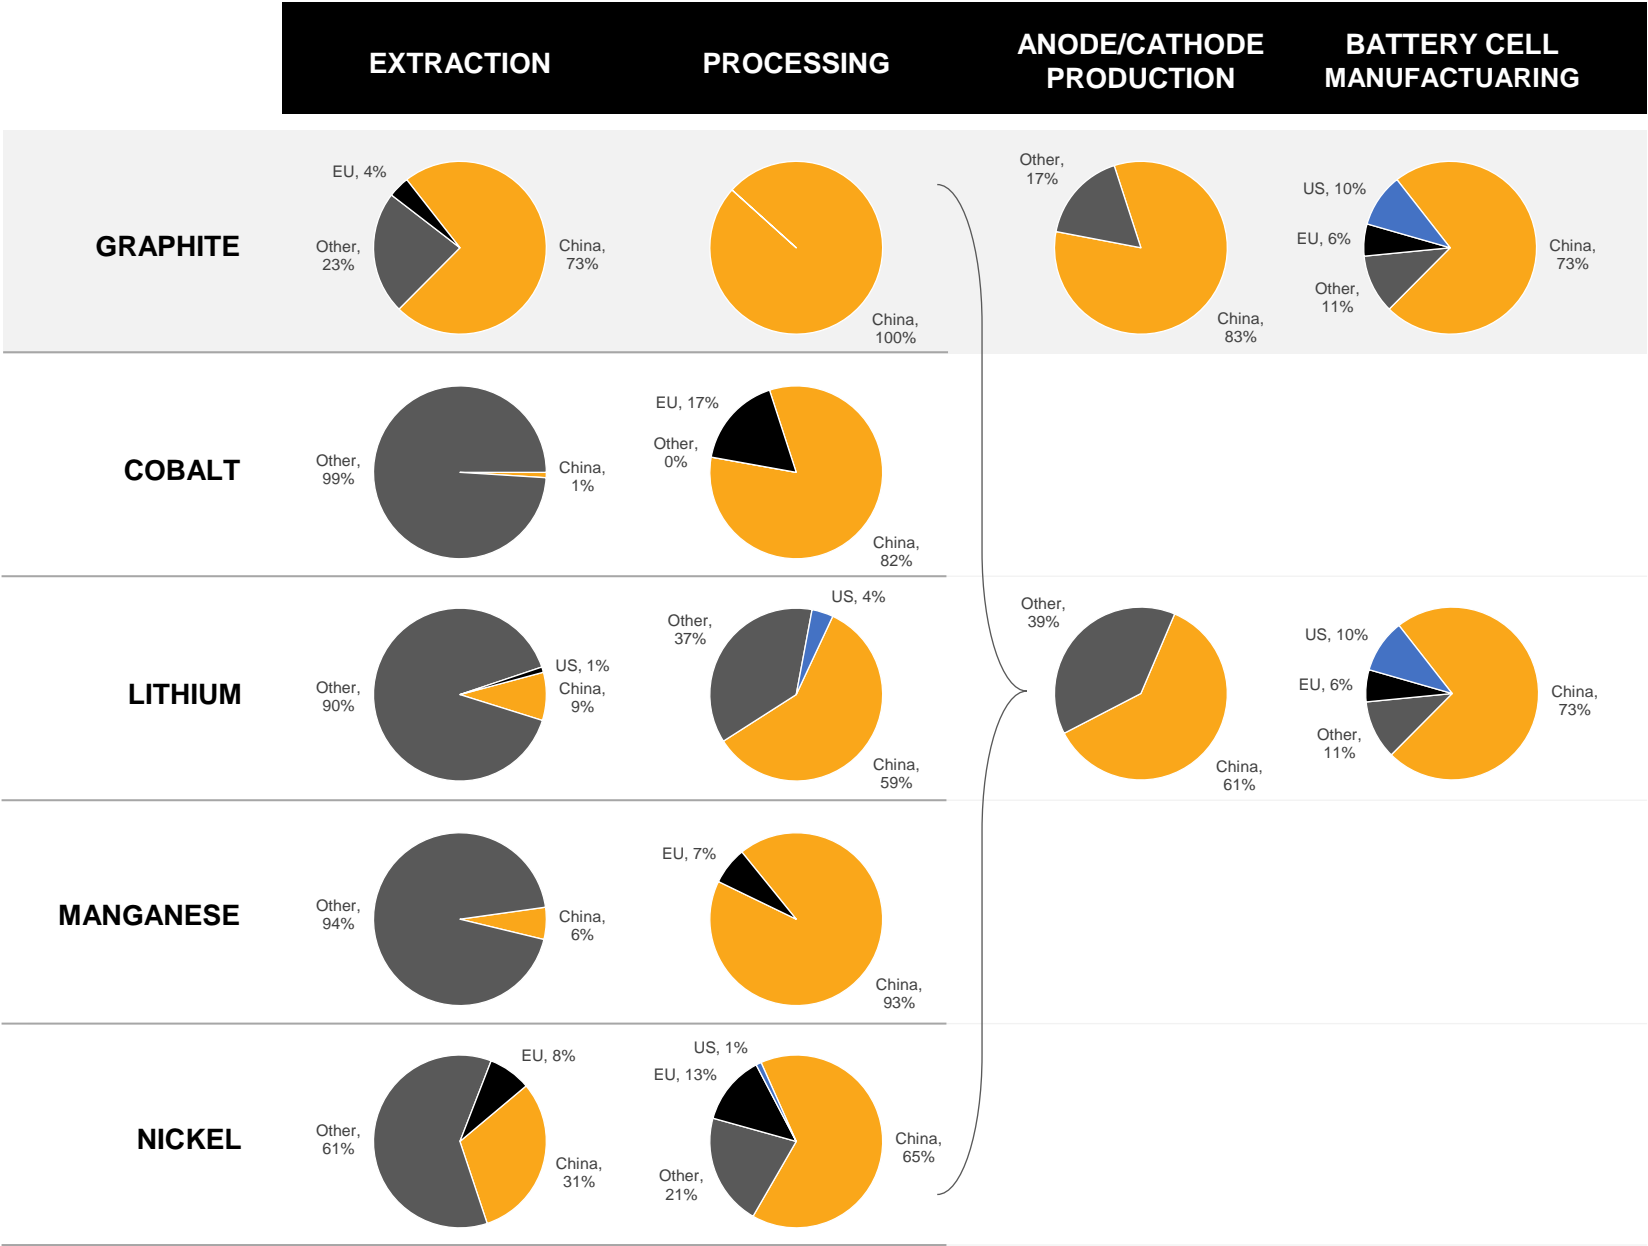 EXTRACTION
PROCESSING
ANODE/CATHODE
PRODUCTION
BATTERY CELL
MANUFACTUARING
GRAPHITE
EU, 4%
Other,
23%
China,
73%
China,
100%
Other,
17%
China,
83%
US, 10%
EU, 6%
Other,
11%
China,
73%
COBALT
Other,
99%
China,
1%
EU, 17%
Other,
0%
China,
82%
LITHIUM
Other,
90%
US, 1%
China,
9%
Other,
37%
US, 4%
China,
59%
Other,
39%
China,
61%
US, 10%
EU, 6%
Other,
11%
China,
73%
MANGANESE
Other,
94%
China,
6%
EU, 7%
China,
93%
NICKEL
Other,
61%
EU, 8%
China,
31%
US, 1%
EU, 13%
Other,
21%
China,
65%